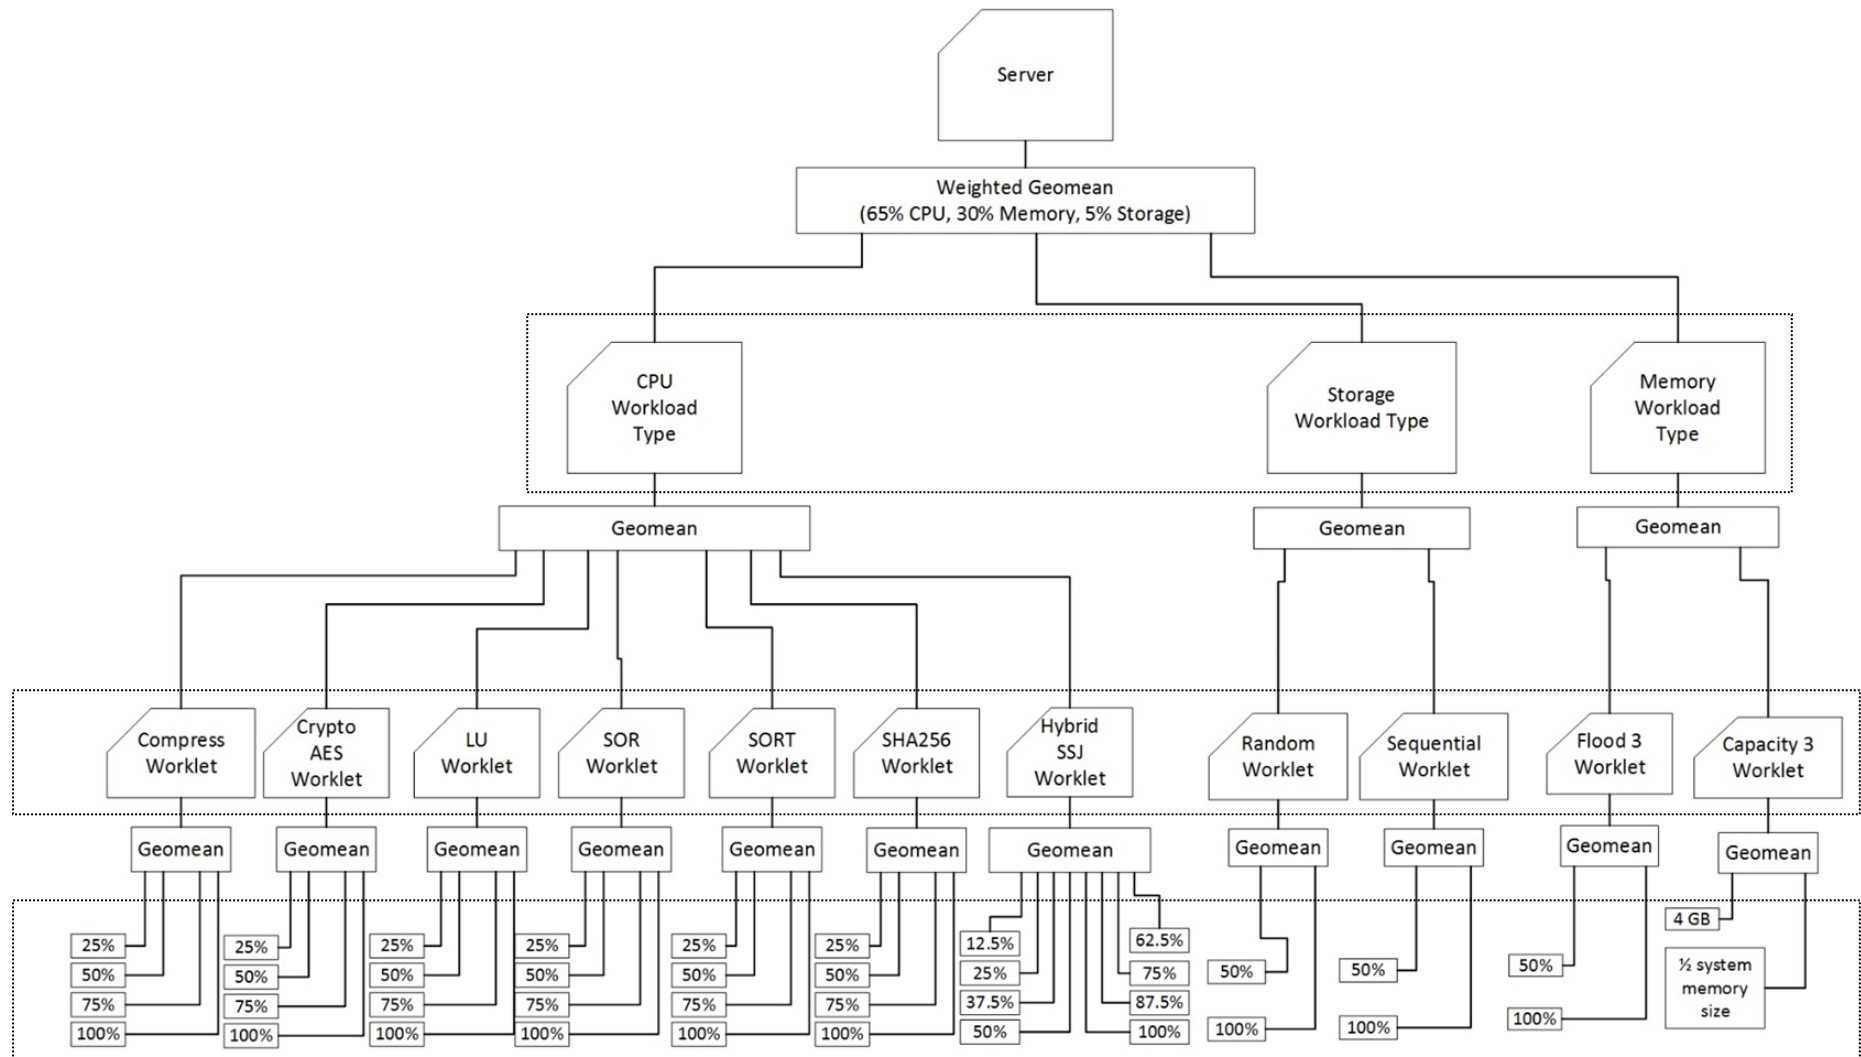 Server
Weighted Geomean
(65% CPU, 30% Memory, 5% Storage)
CPU
Workload
Type
Storage
Workload Type
Memory
Workload
Type
Geomean
Geomean
Geomean
Compress
Worklet
Crypto
AES
Worklet
LU
Worklet
SOR
Worklet
SORT
Worklet
SHA256
Worklet
Hybrid
SSJ
Worklet
Random
Worklet
Sequential
Worklet
Flood 3
Worklet
Capacity 3
Worklet
Geomean
Geomean
Geomean
Geomean
Geomean
Geomean
Geomean
Geomean
Geomean
Geomean
Geomean
25%
50%
75%
100%
25%
50%
75%
100%
25%
50%
75%
100%
25%
50%
75%
100%
25%
50%
75%
100%
25%
50%
75%
100%
12.5%
25%
37.5%
50%
62.5%
75%
87.5%
100%
50%
100%
50%
100%
50%
100%
4 GB
½ system
memory
size